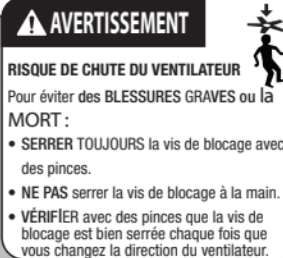 AVERTISSEMENT
RISQUE DE CHUTE DU VENTILATEUR
Pour éviter des BLESSURES GRAVES ou la
MORT :
• SERRER TOUJOURS la vis de blocage avec
des pinces.
• NE PAS serrer la vis de blocage à la main.
• VÉRIFIER avec des pinces que la vis de
blocage est bien serrée chaque fois que
vous changez la direction du ventilateur.